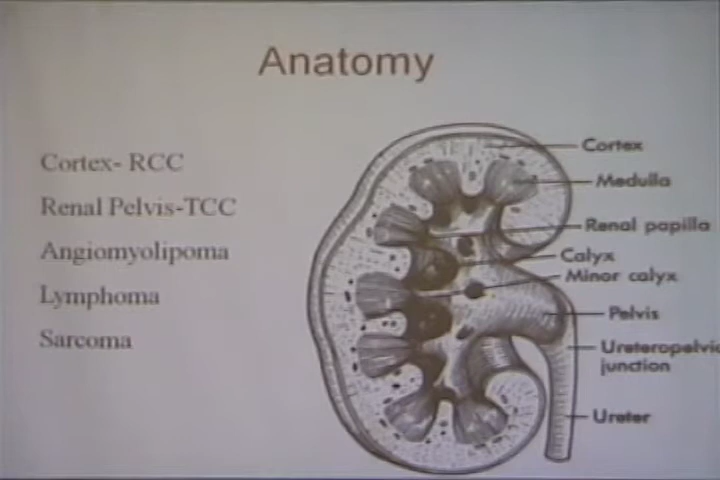 Anatomy
Cortex- RCC
Renal Pelvis-TCC
Angiomyolipoma
Lymphoma
Sarcoma
Cortex
Medulla
Renal papilla
Calyx
Minor calyx
Pelvis
Ureteropelvic
junction
Ureter